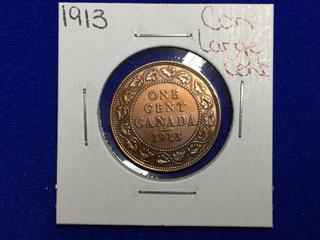 1913
Can
Large
Cent
ONE
CENT
CANADA
1913